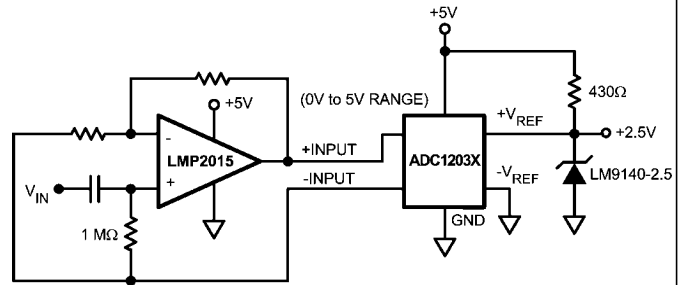 +5V
+5V
(0V to 5V RANGE)
430Ω
-
LMP2015
+
+INPUT
-INPUT
ADC1203X
+VREF
-VREF
+2.5V
LM9140-2.5
VIN
1 MΩ
GND